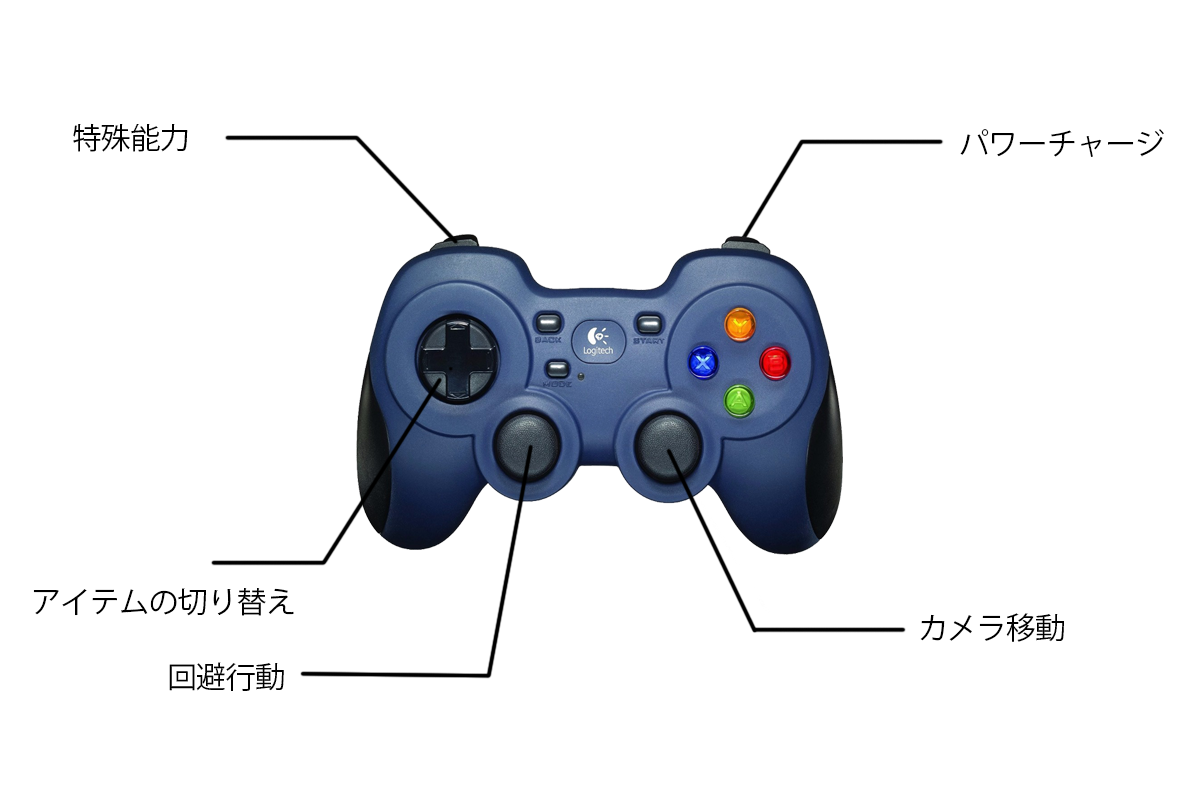 特殊能力
パワーチャージ
BACK
START
Logitech
MODE
Y
X
B
A
アイテムの切り替え
カメラ移動
回避行動